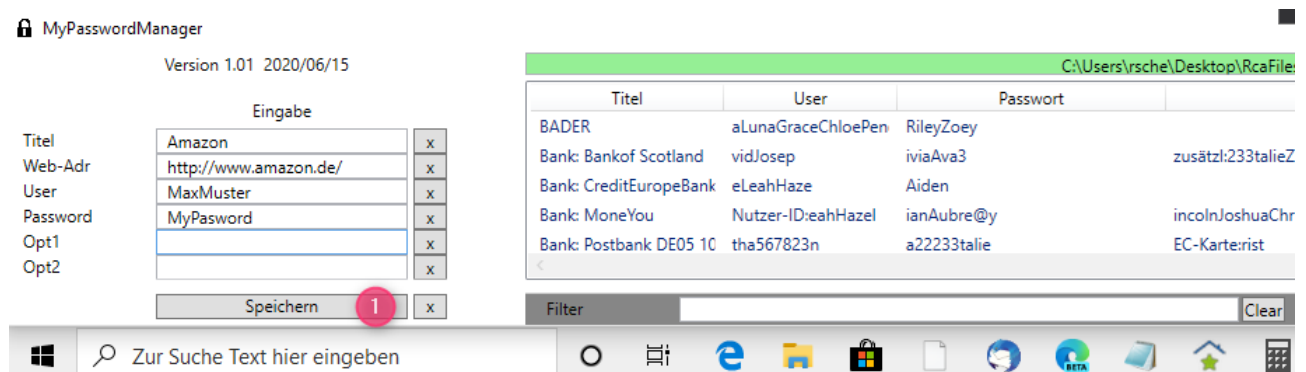 MyPasswordManager
Version 1.01 2020/06/15
C:\Users\rsche\Desktop\RcaFiles
Eingabe
Titel Amazon x
Web-Adr http://www.amazon.de/ x
User MaxMuster x
Password MyPasword x
Opt1 x
Opt2 x
Speichern 1 x
Titel User Passwort
BADER aLunaGraceChloePen RileyZoey
Bank: Bankof Scotland vidJosep iviaAva3 zusätzl:233talieZ
Bank: CreditEuropeBank eLeahHaze Aiden
Bank: MoneYou Nutzer-ID:eahHazel ianAubre@y incolnJoshuaChr
Bank: Postbank DE05 10 tha567823n a22233talie EC-Karte:rist
Filter Clear
Zur Suche Text hier eingeben
BETA